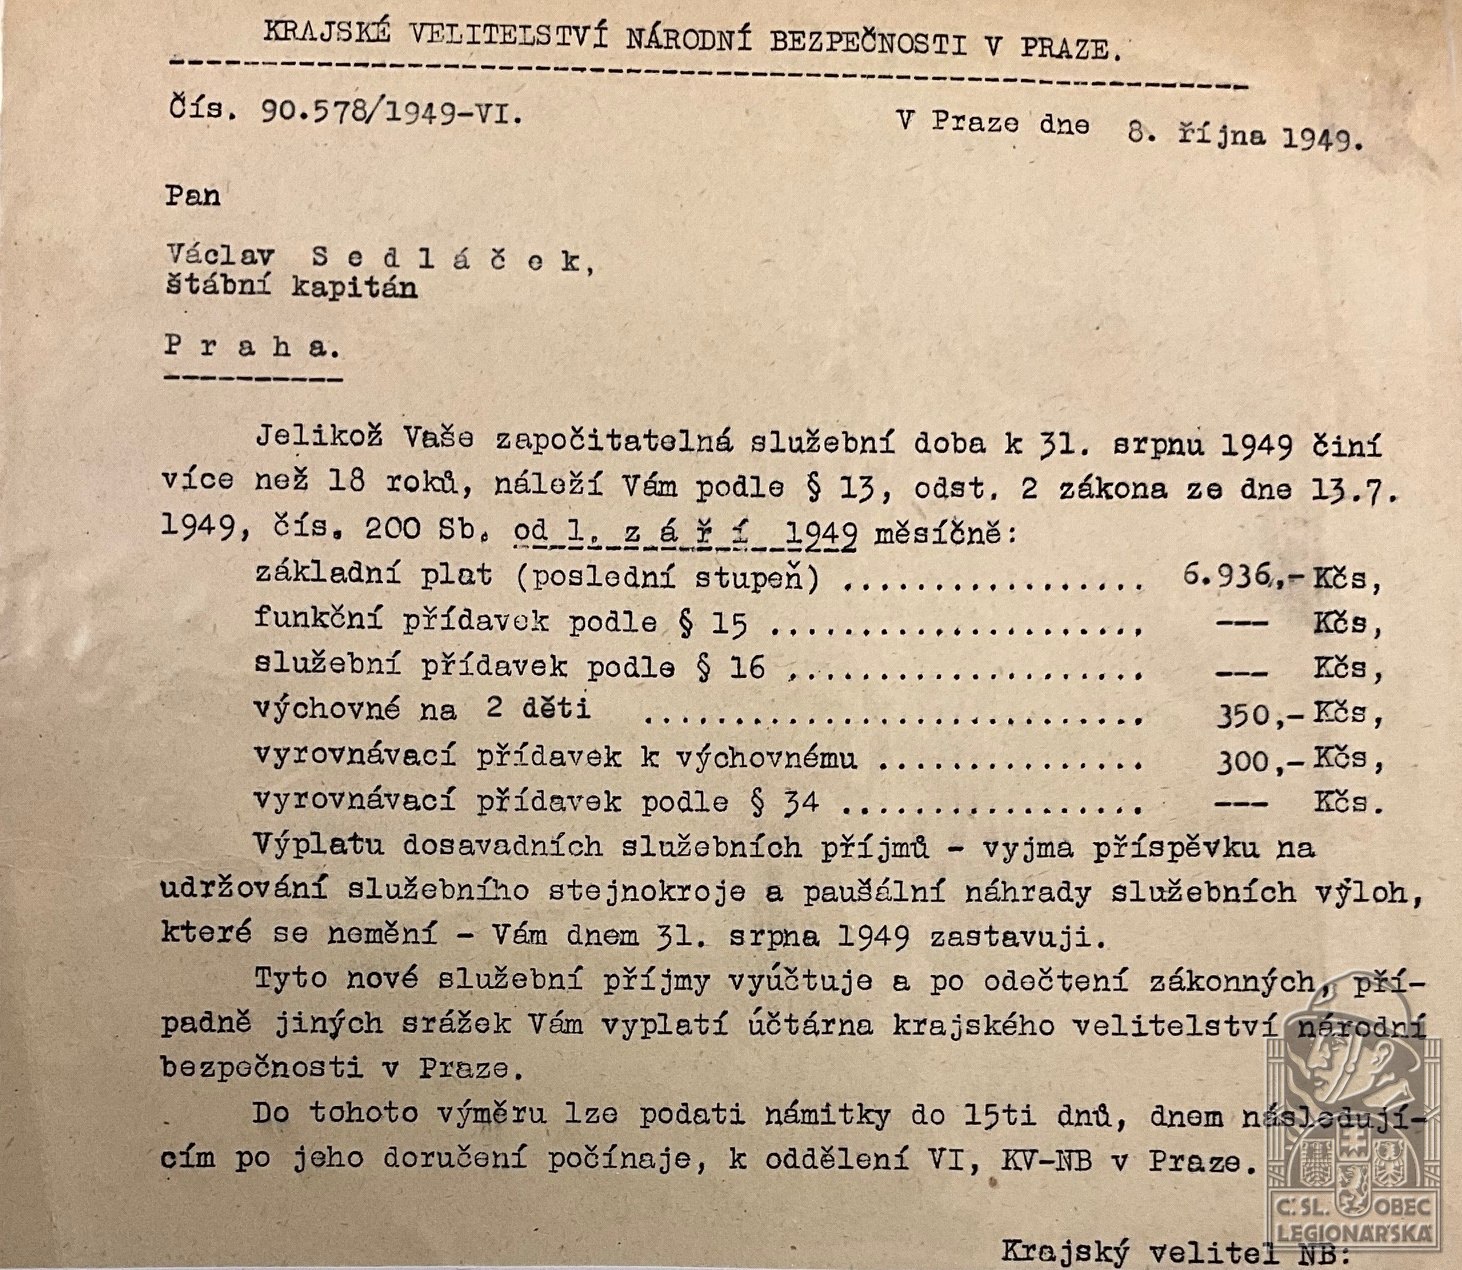 KRAJSKÉ VELITELSTVÍ NÁRODNÍ BEZPEČNOSTI V PRAZE.
Čís. 90.578/1949-VI.
V Praze dne 8. října 1949.
Pan
Václav S e d l á č e k,
štábní kapitán
P r a h a.
Jelikož Vaše započitatelná služební doba k 31. srpnu 1949 činí
více než 18 roků, náleží Vám podle § 13, odst. 2 zákona ze dne 13.7.
1949, čís. 200 Sb. od 1. z á ř í 1949 měsíčně:
základní plat (poslední stupeň) ................. 6.936,- Kčs,
funkční přídavek podle § 15 ..................... --- Kčs,
služební přídavek podle § 16 .................... --- Kčs,
výchovné na 2 děti ............................ 350,- Kčs,
vyrovnávací přídavek k výchovnému ............... 300,- Kčs,
vyrovnávací přídavek podle § 34 ................. --- Kčs.
Výplatu dosavadních služebních příjmů - vyjma příspěvku na
udržování služebního stejnokroje a paušální náhrady služebních výloh,
které se nemění - Vám dnem 31. srpna 1949 zastavuji.
Tyto nové služební příjmy vyúčtuje a po odečtení zákonných, pří-
padně jiných srážek Vám vyplatí účtárna krajského velitelství národní
bezpečnosti v Praze.
Do tohoto výměru lze podati námitky do 15ti dnů, dnem následují-
cím po jeho doručení počínaje, k oddělení VI, KV-NB v Praze.
Krajský velitel NB:
Č.SL. OBEC
LEGIONÁŘSKÁ